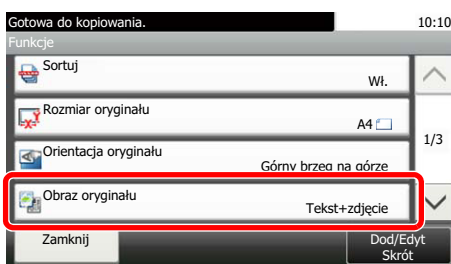 Gotowa do kopiowania. 10:10
Funkcje
Sortuj
Wł.
Rozmiar oryginału
A4
1/3
Orientacja oryginału
Górny brzeg na górze
Obraz oryginału
Tekst+zdjęcie
Zamknij
Dod/Edyt
Skrót